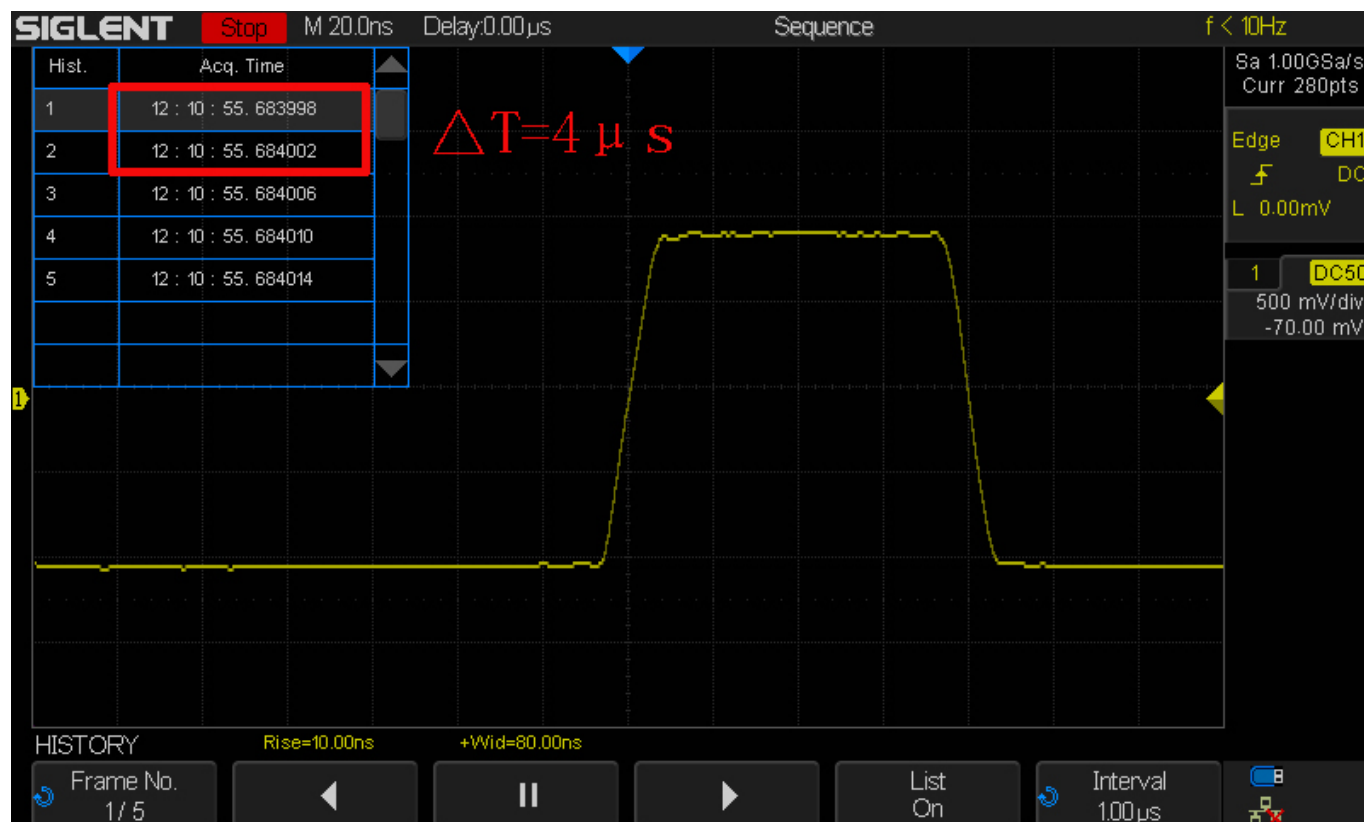 SIGLENT Stop M 20.0ns Delay:0.00µs Sequence f < 10Hz
Hist. Acq. Time
1 12 : 10 : 55. 683998
2 12 : 10 : 55. 684002
3 12 : 10 : 55. 684006
4 12 : 10 : 55. 684010
5 12 : 10 : 55. 684014
△T=4μs
Sa 1.00GSa/s
Curr 280pts
Edge CH1
DC
L 0.00mV
1 DC50
500 mV/div
-70.00 mV
1
HISTORY Rise=10.00ns +Wid=80.00ns
Frame No.
1/ 5
List
On
Interval
1.00µs